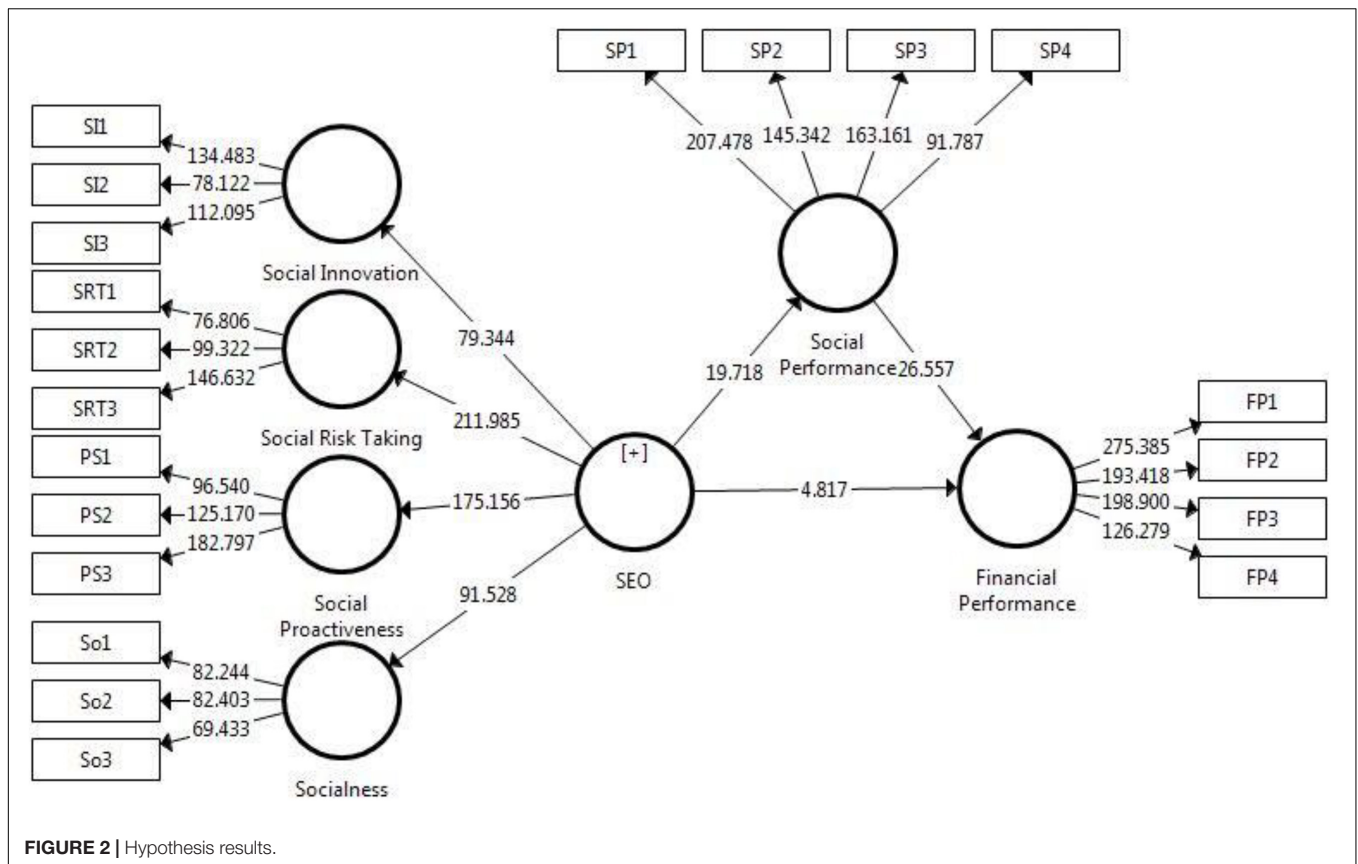 SP1
SP2
SP3
SP4
207.478
145.342
163.161
91.787
Social
Performance
SI1
SI2
SI3
134.483
78.122
112.095
Social Innovation
SRT1
SRT2
SRT3
76.806
99.322
146.632
Social Risk Taking
PS1
PS2
PS3
96.540
125.170
182.797
Social
Proactiveness
So1
So2
So3
82.244
82.403
69.433
Socialness
79.344
211.985
175.156
91.528
[+]
SEO
19.718
26.557
4.817
Financial
Performance
275.385
193.418
198.900
126.279
FP1
FP2
FP3
FP4
FIGURE 2 | Hypothesis results.